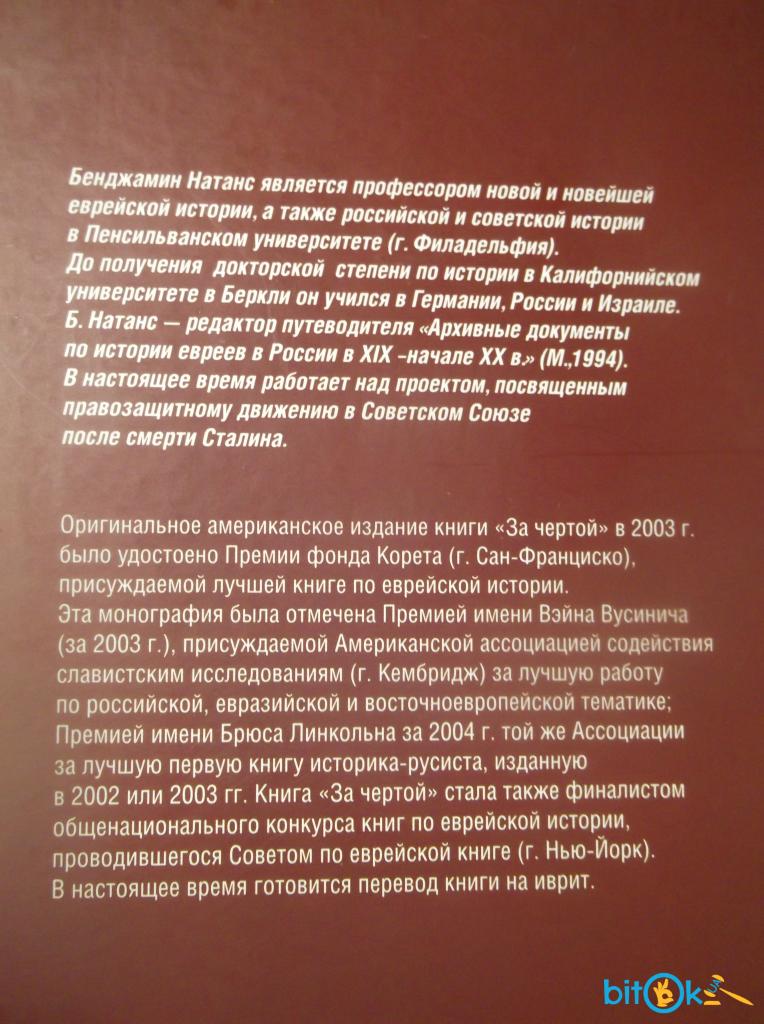 Бенджамин Натанс является профессором новой и новейшей
еврейской истории, а также российской и советской истории
в Пенсильванском университете (г. Филадельфия).
До получения докторской степени по истории в Калифорнийском
университете в Беркли он учился в Германии, России и Израиле.
Б. Натанс — редактор путеводителя «Архивные документы
по истории евреев в России в XIX -начале XX в.» (М.,1994).
В настоящее время работает над проектом, посвященным
правозащитному движению в Советском Союзе
после смерти Сталина.
Оригинальное американское издание книги «За чертой» в 2003 г.
было удостоено Премии фонда Корета (г. Сан-Франциско),
присуждаемой лучшей книге по еврейской истории.
Эта монография была отмечена Премией имени Вэйна Вусинича
(за 2003 г.), присуждаемой Американской ассоциацией содействия
славистским исследованиям (г. Кембридж) за лучшую работу
по российской, евразийской и восточноевропейской тематике;
Премией имени Брюса Линкольна за 2004 г. той же Ассоциации
за лучшую первую книгу историка-русиста, изданную
в 2002 или 2003 гг. Книга «За чертой» стала также финалистом
общенационального конкурса книг по еврейской истории,
проводившегося Советом по еврейской книге (г. Нью-Йорк).
В настоящее время готовится перевод книги на иврит.
bitOk UA